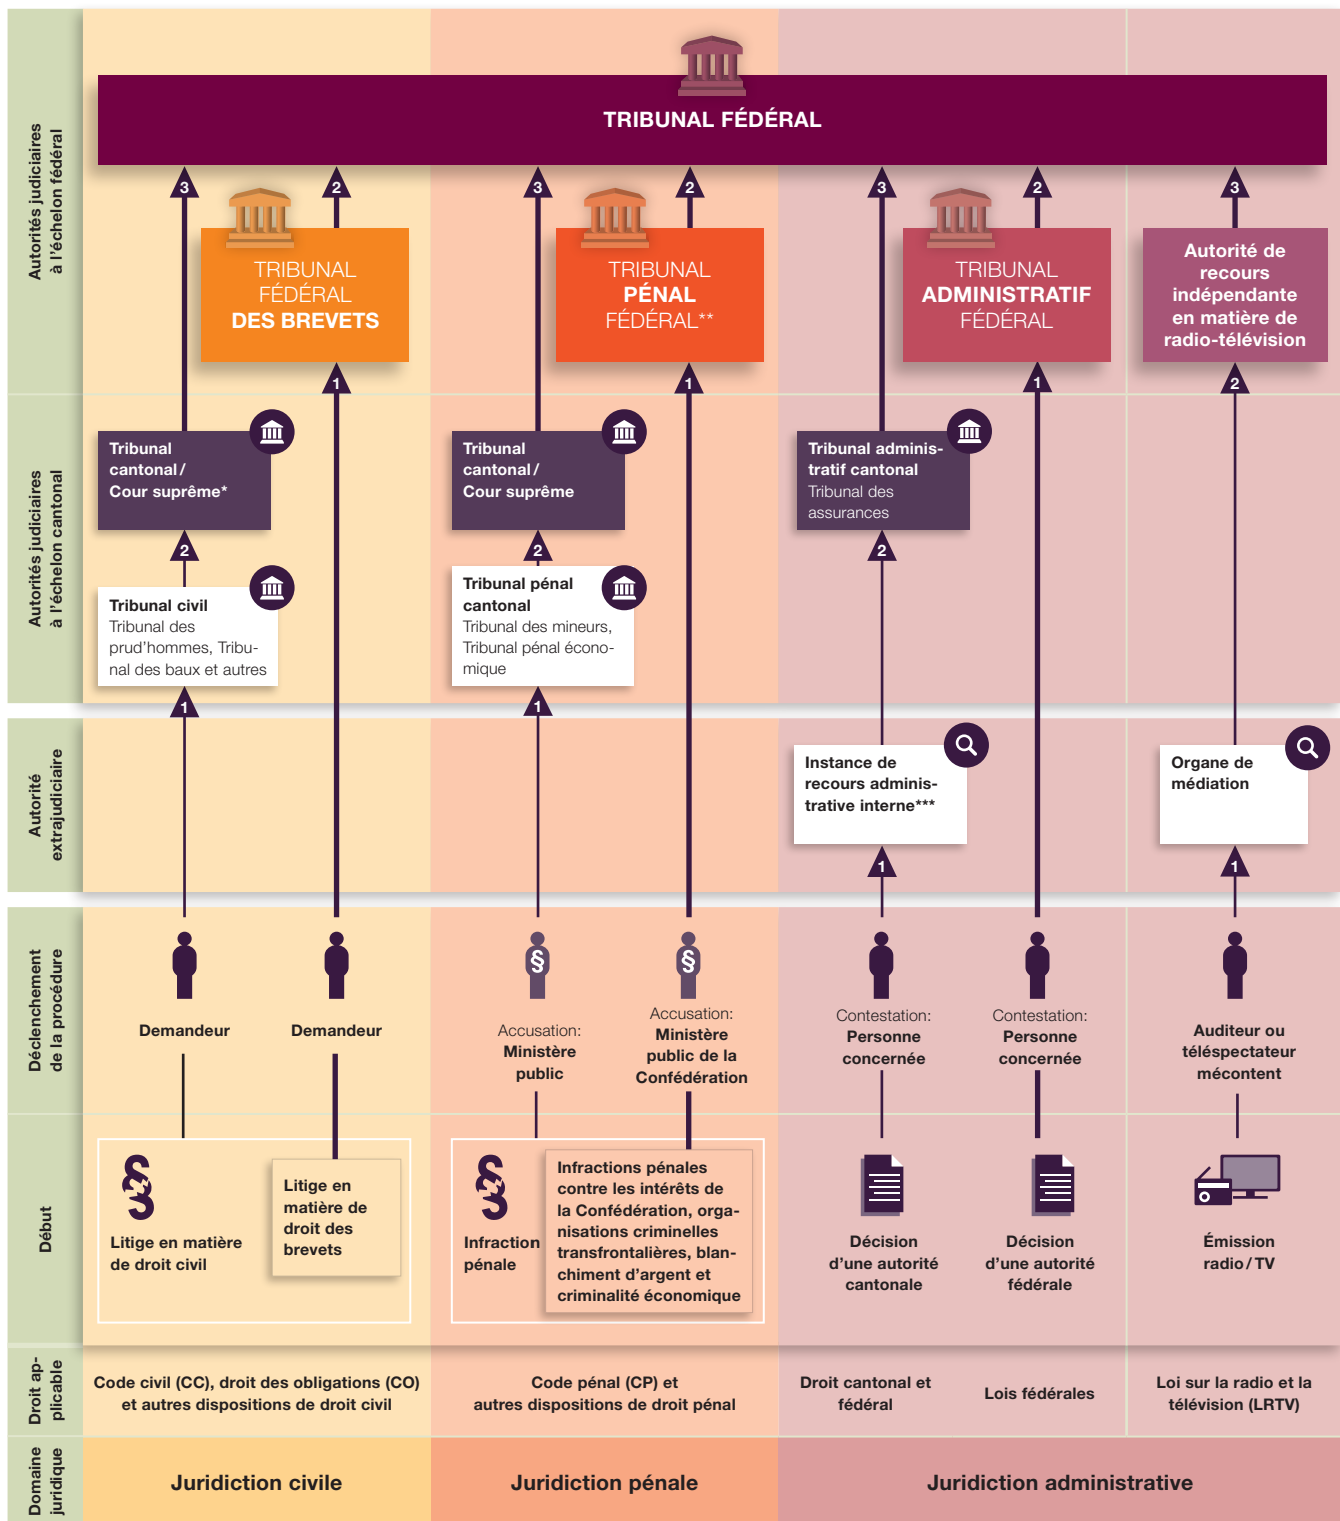 Autorités judiciaires
à l'échelon fédéral
TRIBUNAL FÉDÉRAL
3
2
3
2
3
2
3
TRIBUNAL
FÉDÉRAL
DES BREVETS
TRIBUNAL
PÉNAL
FÉDÉRAL**
TRIBUNAL
ADMINISTRATIF
FÉDÉRAL
Autorité de
recours
indépendante
en matière de
radio-télévision
1
1
1
2
Autorités judiciaires
à l'échelon cantonal
Tribunal
cantonal/
Cour suprême*
Tribunal
cantonal/
Cour suprême
Tribunal adminis-
tratif cantonal
Tribunal des
assurances
2
2
2
Tribunal civil
Tribunal des
prud'hommes, Tribu-
nal des baux et autres
Tribunal pénal
cantonal
Tribunal des mineurs,
Tribunal pénal écono-
mique
1
1
Autorité
extrajudiciaire
Instance de
recours adminis-
trative interne***
Organe de
médiation
1
1
Déclenchement
de la procédure
Demandeur
Demandeur
§
Accusation:
Ministère
public
§
Accusation:
Ministère
public de la
Confédération
Contestation:
Personne
concernée
Contestation:
Personne
concernée
Auditeur ou
téléspectateur
mécontent
Début
§
Litige en matière
de droit civil
Litige en
matière de
droit des
brevets
§
Infraction
pénale
Infractions pénales
contre les intérêts de
la Confédération, orga-
nisations criminelles
transfrontalières, blan-
chiment d'argent et
criminalité économique
Décision
d'une autorité
cantonale
Décision
d'une autorité
fédérale
Émission
radio/TV
Droit ap-
plicable
Code civil (CC), droit des obligations (CO)
et autres dispositions de droit civil
Code pénal (CP) et
autres dispositions de droit pénal
Droit cantonal et
fédéral
Lois fédérales
Loi sur la radio et la
télévision (LRTV)
Domaine
juridique
Juridiction civile
Juridiction pénale
Juridiction administrative